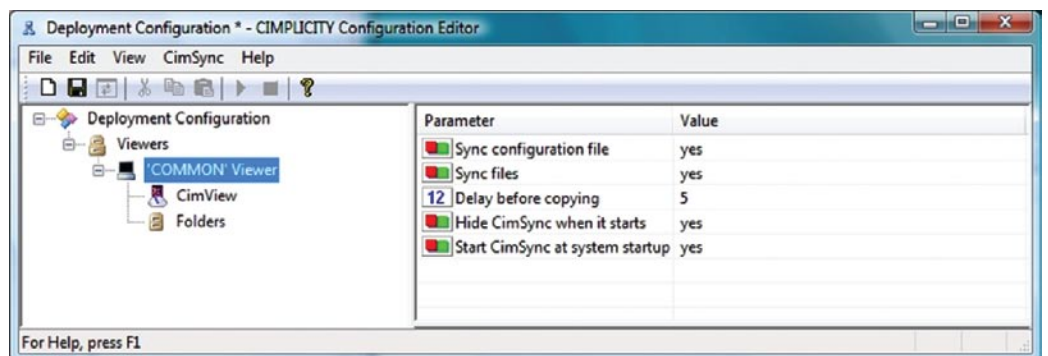 Deployment Configuration * - CIMPLICITY Configuration Editor
File Edit View CimSync Help
Deployment Configuration
Viewers
'COMMON' Viewer
CimView
Folders
Parameter Value
Sync configuration file yes
Sync files yes
12 Delay before copying 5
Hide CimSync when it starts yes
Start CimSync at system startup yes
For Help, press F1